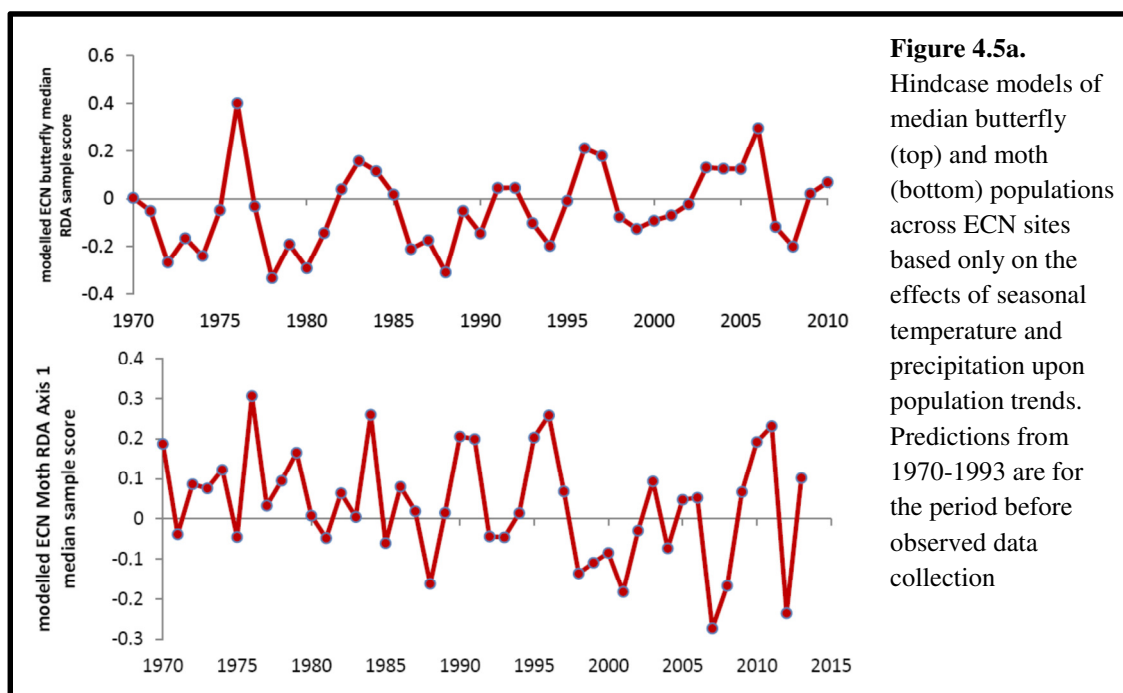 modelled ECN butterfly median
RDA sample score
0.6
0.4
0.2
0
-0.2
-0.4
1970 1975 1980 1985 1990 1995 2000 2005 2010
modelled ECN Moth RDA Axis 1
median sample score
0.4
0.3
0.2
0.1
0
-0.1
-0.2
-0.3
1970 1975 1980 1985 1990 1995 2000 2005 2010 2015
Figure 4.5a.
Hindcase models of
median butterfly
(top) and moth
(bottom) populations
across ECN sites
based only on the
effects of seasonal
temperature and
precipitation upon
population trends.
Predictions from
1970-1993 are for
the period before
observed data
collection